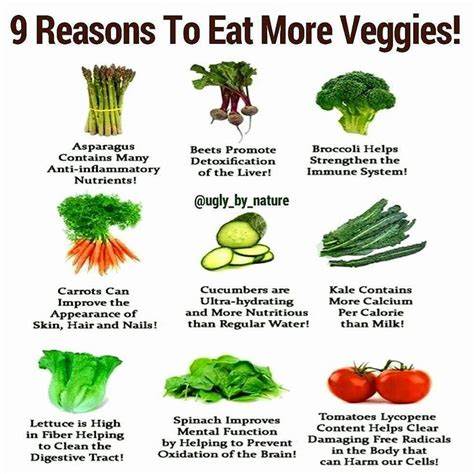 9 Reasons To Eat More Veggies!
Asparagus
Contains Many
Anti-inflammatory
Nutrients!
Beets Promote
Detoxification
of the Liver!
Broccoli Helps
Strengthen the
Immune System!
@ugly_by_nature
Carrots Can
Improve the
Appearance of
Skin, Hair and Nails!
Cucumbers are
Ultra-hydrating
and More Nutritious
than Regular Water!
Kale Contains
More Calcium
Per Calorie
than Milk!
Lettuce is High
in Fiber Helping
to Clean the
Digestive Tract!
Spinach Improves
Mental Function
by Helping to Prevent
Oxidation of the Brain!
Tomatoes Lycopene
Content Helps Clear
Damaging Free Radicals
in the Body that
can Harm our Cells!